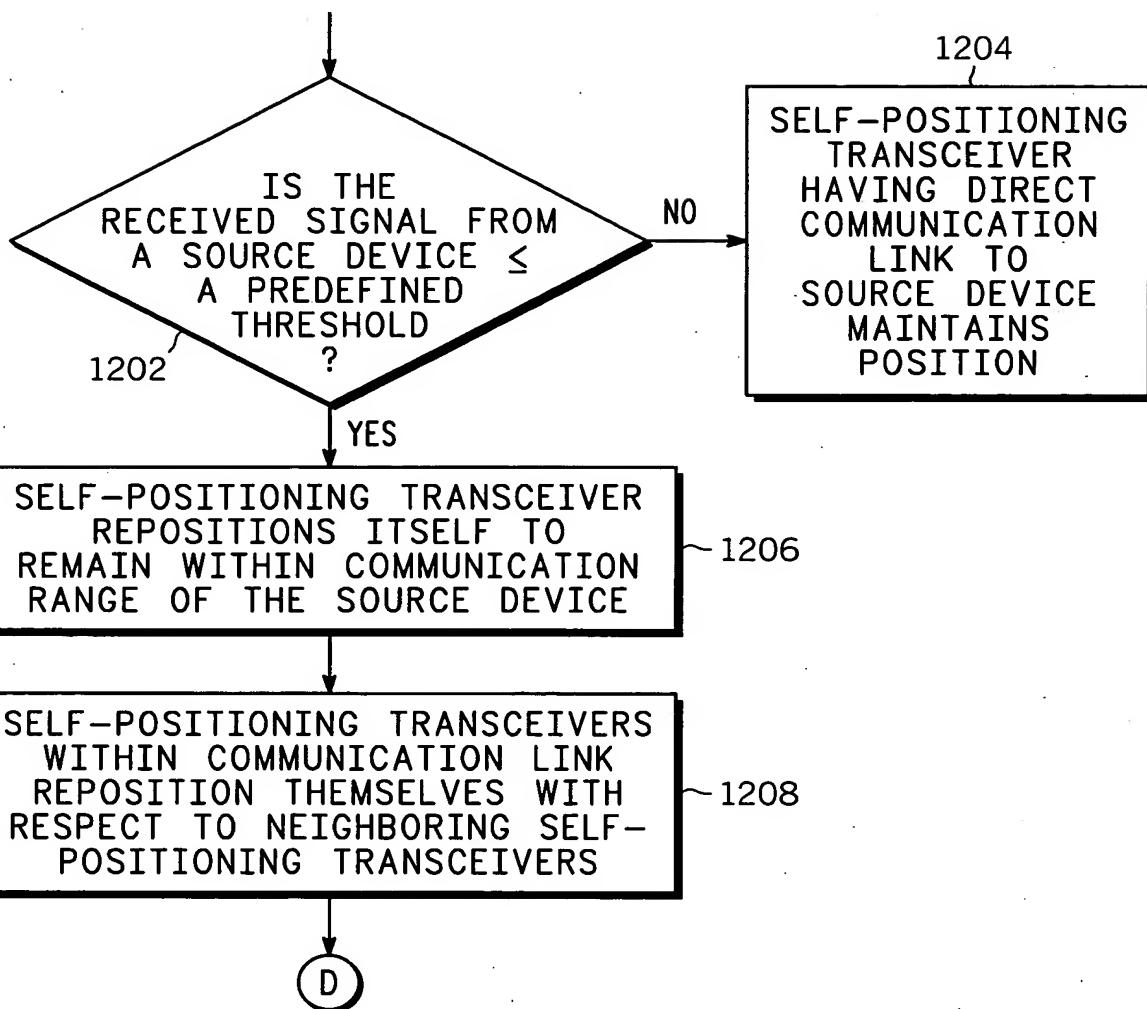 IS THE
RECEIVED SIGNAL FROM
A SOURCE DEVICE ≤
A PREDEFINED
THRESHOLD
?
1202
NO
1204
SELF-POSITIONING
TRANSCEIVER
HAVING DIRECT
COMMUNICATION
LINK TO
SOURCE DEVICE
MAINTAINS
POSITION
YES
SELF-POSITIONING TRANSCEIVER
REPOSITIONS ITSELF TO
REMAIN WITHIN COMMUNICATION
RANGE OF THE SOURCE DEVICE
1206
SELF-POSITIONING TRANSCEIVERS
WITHIN COMMUNICATION LINK
REPOSITION THEMSELVES WITH
RESPECT TO NEIGHBORING SELF-
POSITIONING TRANSCEIVERS
1208
D